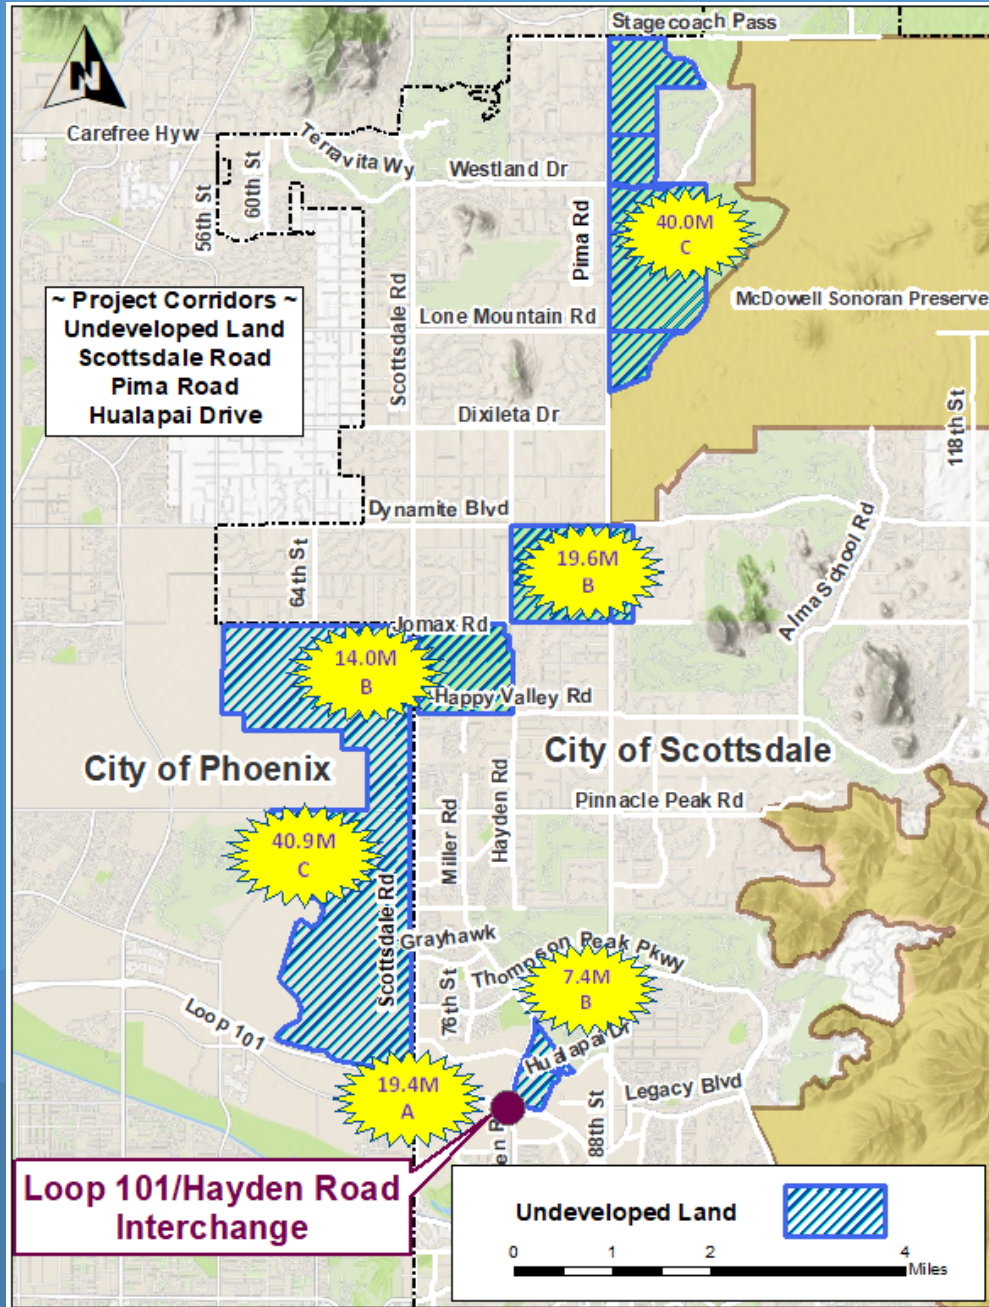 Stagecoach Pass
N
Carefree Hyw
Terravita Wy
Westland Dr
56th St
60th St
Pima Rd
40.0M
C
~ Project Corridors ~
Undeveloped Land
Scottsdale Road
Pima Road
Hualapai Drive
Scottsdale Rd
Lone Mountain Rd
McDowell Sonoran Preserve
Dixileta Dr
118th St
Dynamite Blvd
64th St
19.6M
B
Alma School Rd
Jomax Rd
14.0M
B
Happy Valley Rd
City of Phoenix
City of Scottsdale
Miller Rd
Hayden Rd
Pinnacle Peak Rd
40.9M
C
Scottsdale Rd
Grayhawk
Thompson Peak Pkwy
76th St
7.4M
B
Loop 101
Hualapai Dr
19.4M
A
Legacy Blvd
88th St
en R
Loop 101/Hayden Road
Interchange
Undeveloped Land
0 1 2 4
Miles